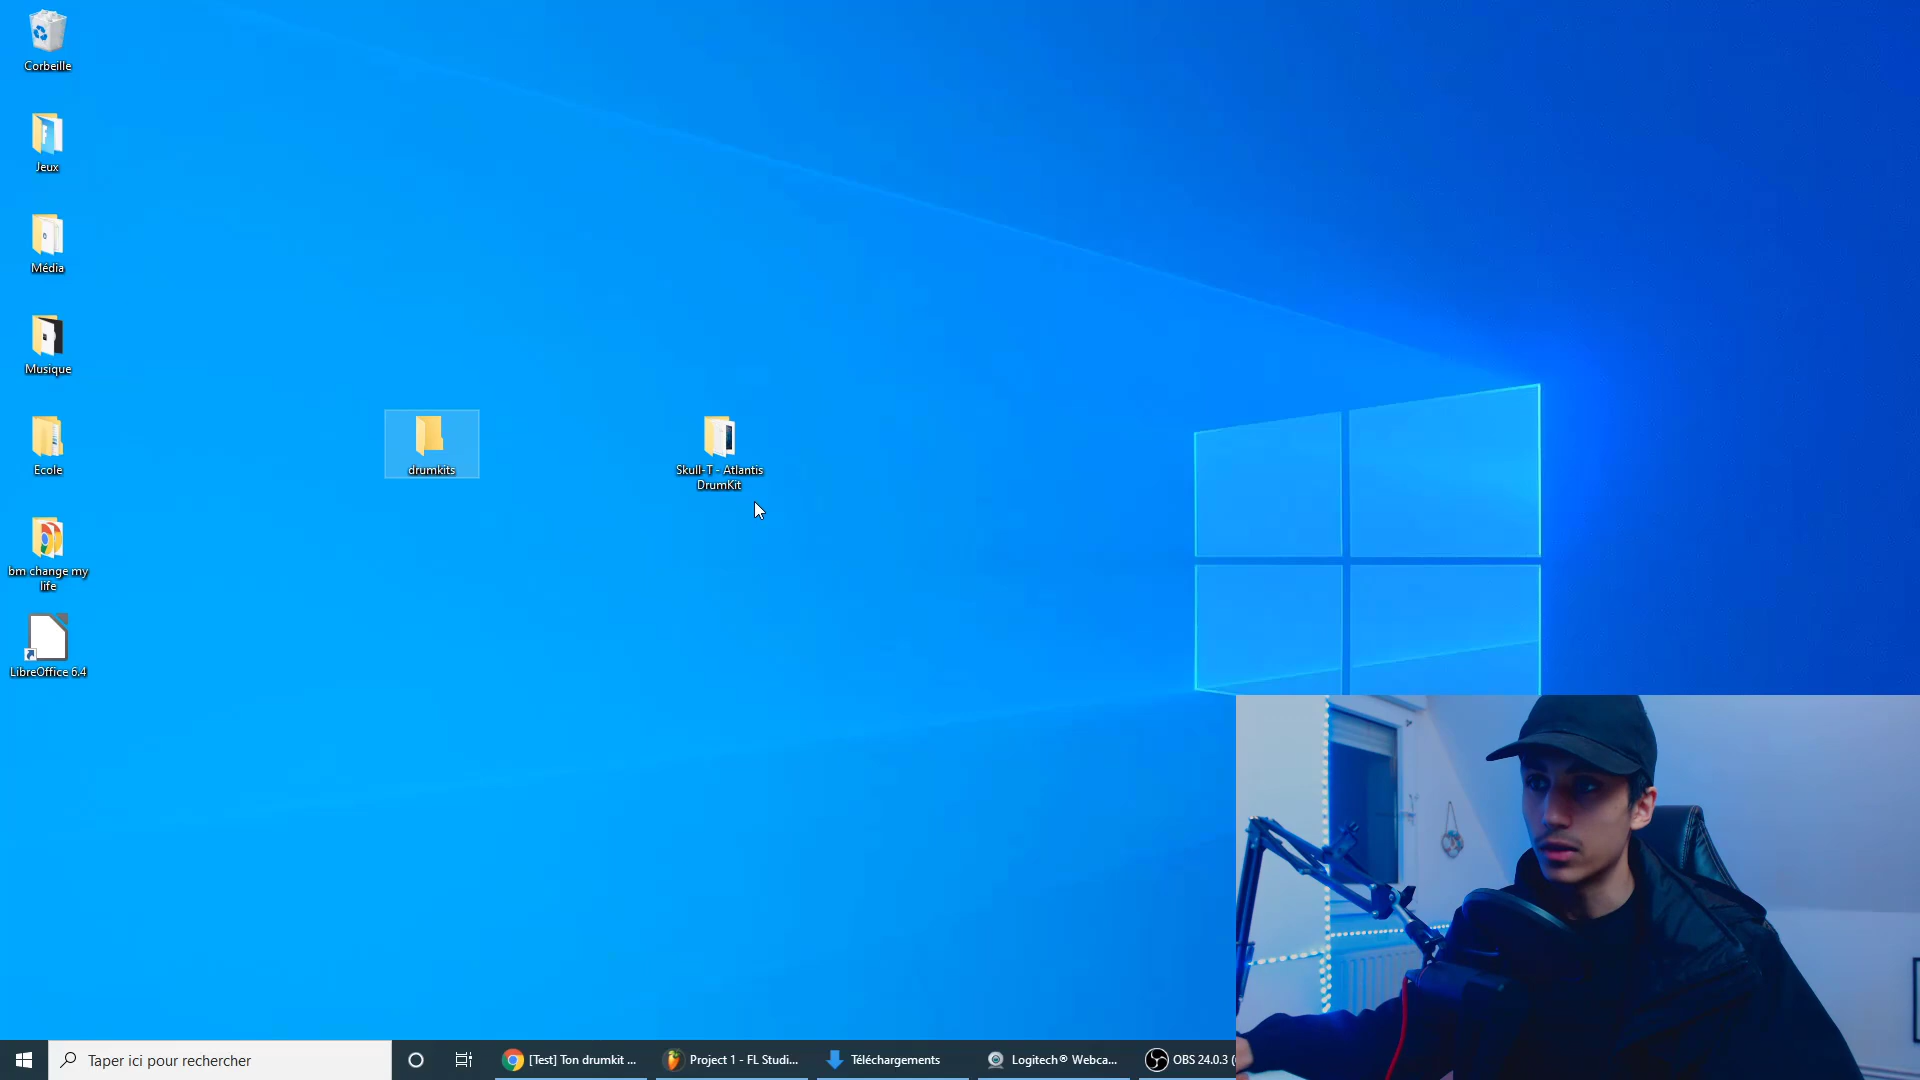 Corbeille
Jeux
Média
Musique
Ecole
drumkits
Skull-T - Atlantis
DrumKit
bm change my
life
LibreOffice 6.4
Taper ici pour rechercher
[Test] Ton drumkit ...
Project 1 - FL Studi...
Téléchargements
Logitech® Webca...
OBS 24.0.3 (